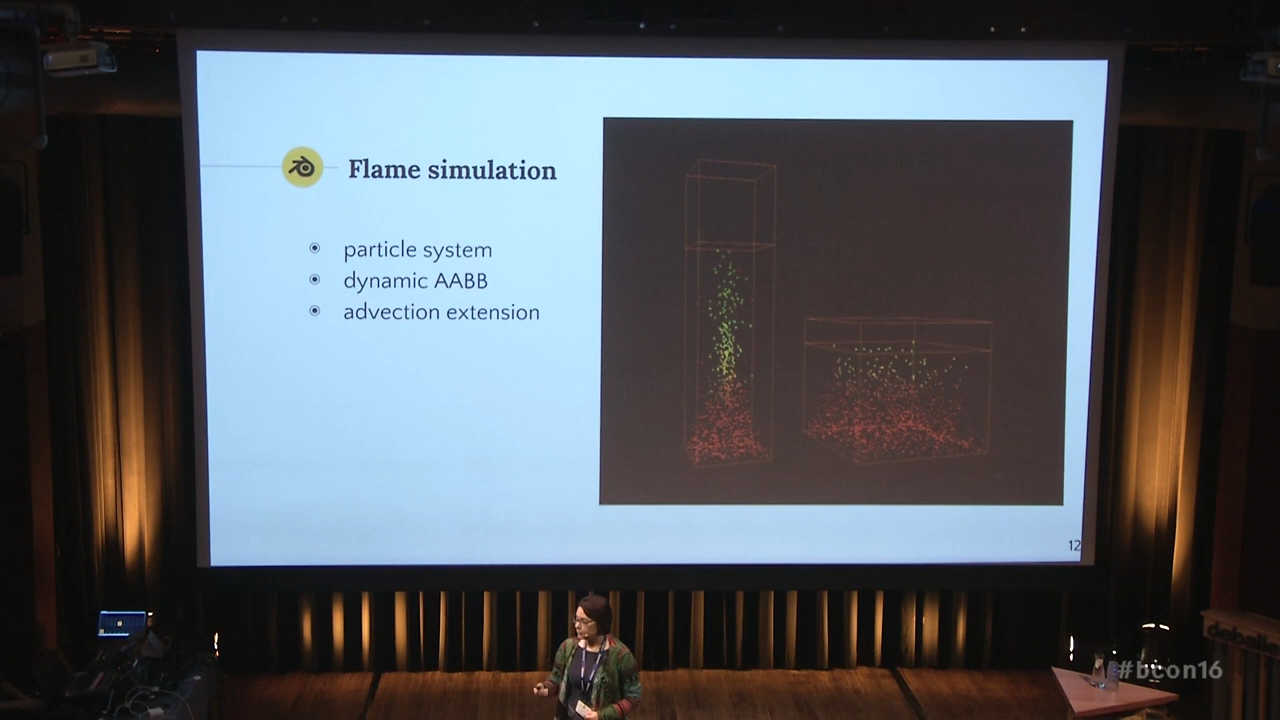 Flame simulation
particle system
dynamic AABB
advection extension
12
#bcon16